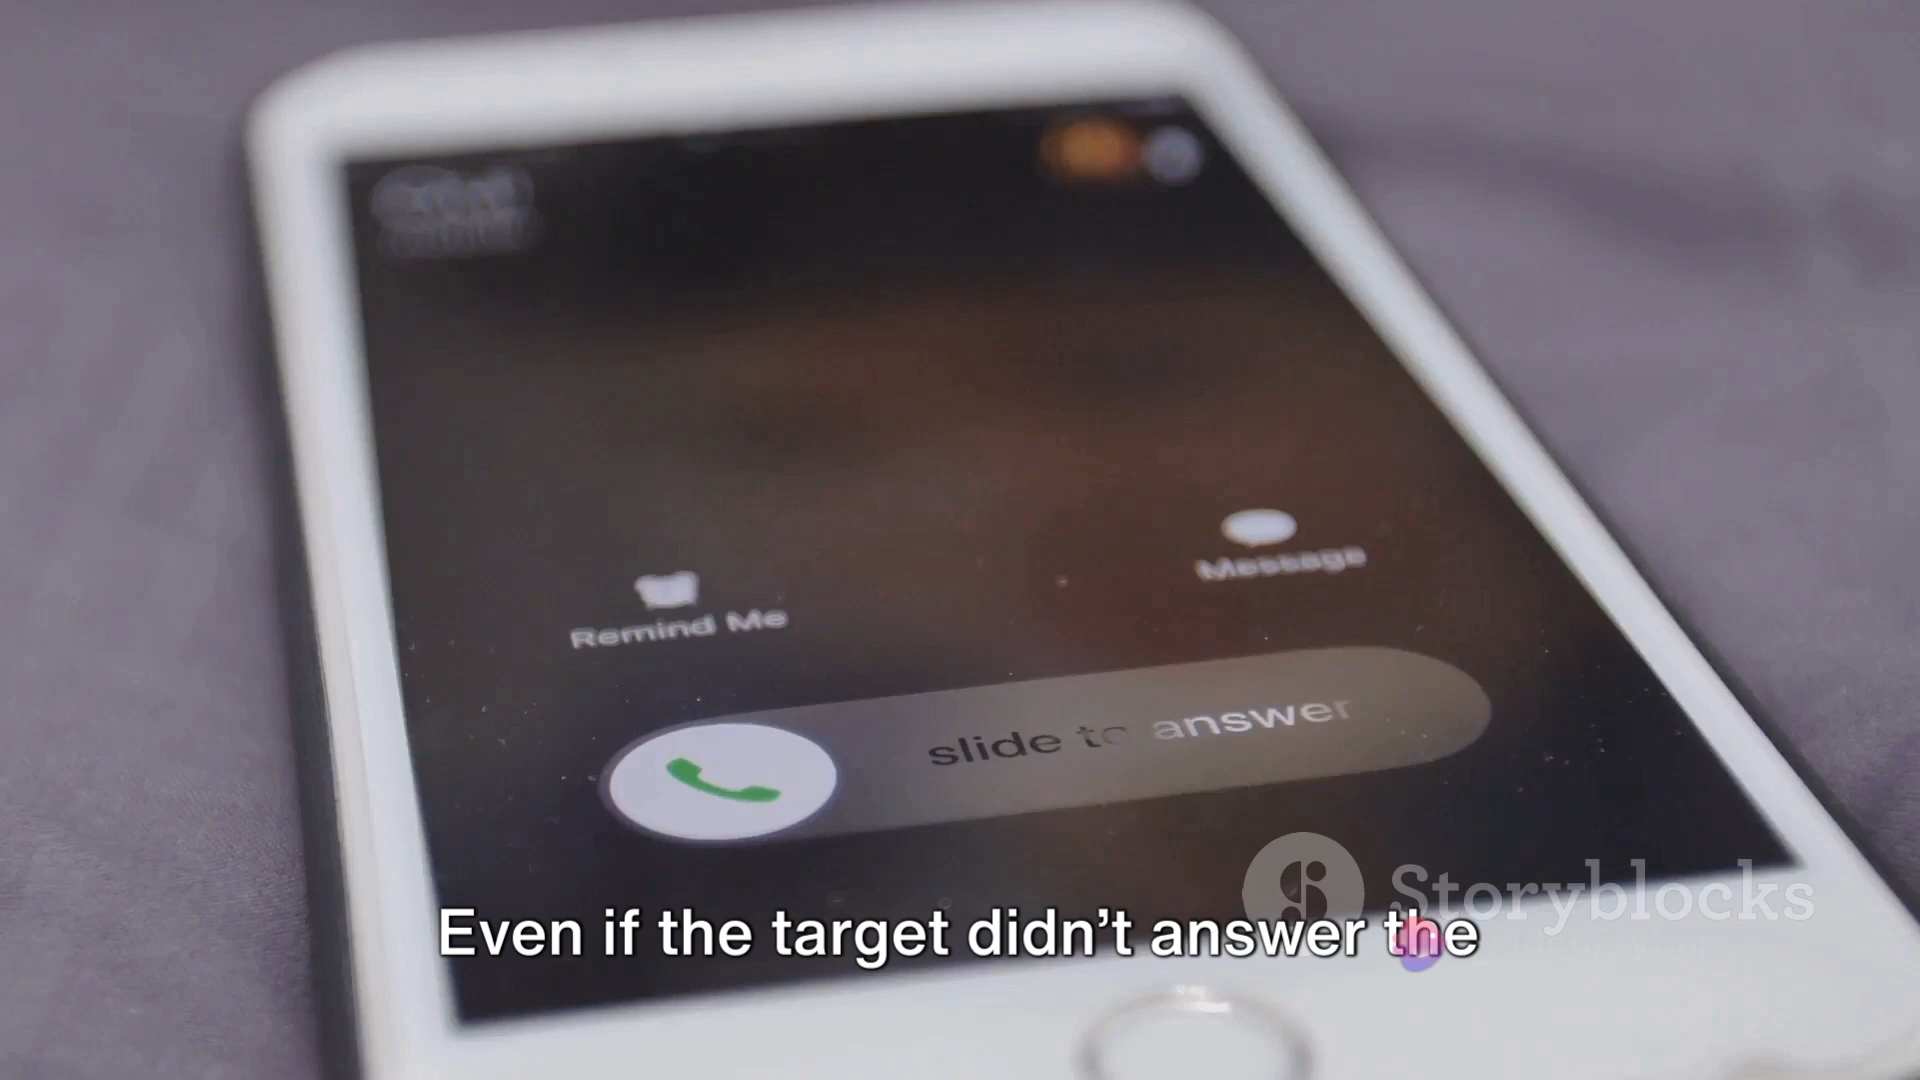 Message
Remind Me
slide to answer
Storyblocks
Even if the target didn't answer the